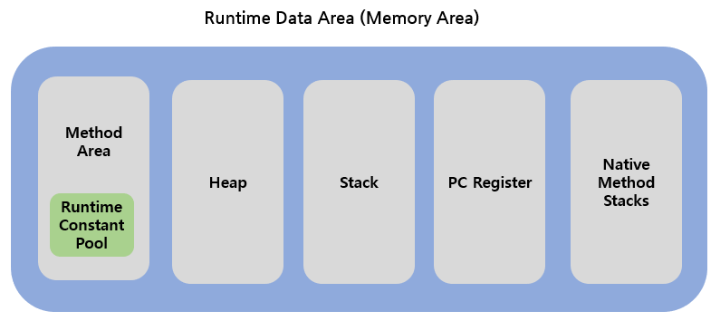 Runtime Data Area (Memory Area)
Method
Area
Runtime
Constant
Pool
Heap
Stack
PC Register
Native
Method
Stacks